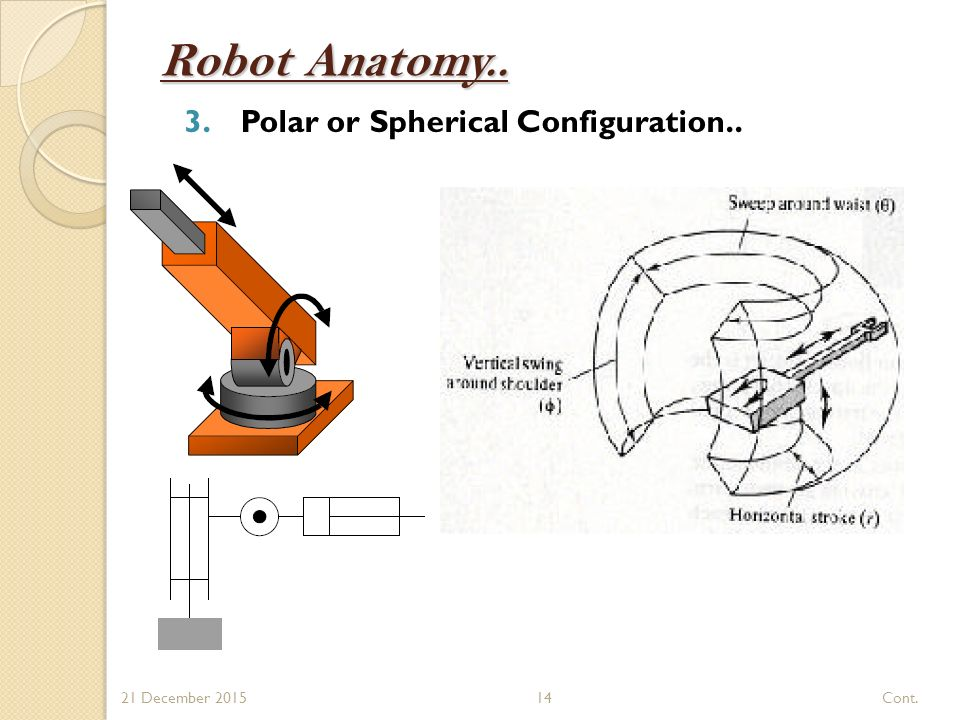 Robot Anatomy..
3. Polar or Spherical Configuration..
Sweep around waist (θ)
Vertical swing
around shoulder
(ϕ)
Horizontal stroke (r)
21 December 2015
14
Cont.